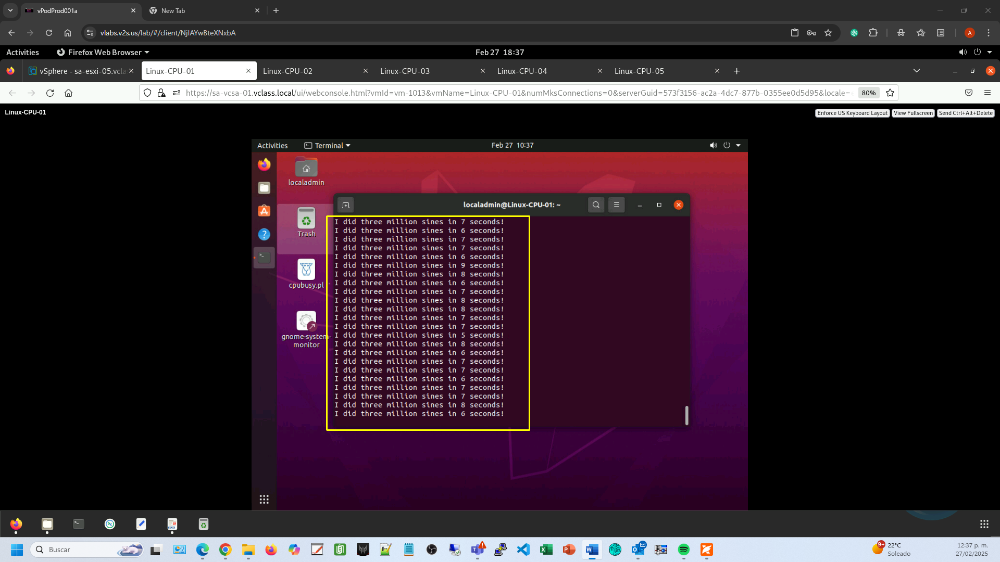 vPodProd001a
New Tab
vlabs.v2s.us/lab/#/client/NjIAYwBteXNxbA
A
Activities
Firefox Web Browser
Feb 27 18:37
vSphere - sa-esxi-05.vcla
Linux-CPU-01
Linux-CPU-02
Linux-CPU-03
Linux-CPU-04
Linux-CPU-05
https://sa-vcsa-01.vclass.local/ui/webconsole.html?vmId=vm-1013&vmName=Linux-CPU-01&numMksConnections=0&serverGuid=573f3156-ac2a-4dc7-877b-0355ee0d5d95&locale=
80%
Linux-CPU-01
Enforce US Keyboard Layout
View Fullscreen
Send Ctrl+Alt+Delete
Activities
Terminal
Feb 27 10:37
localadmin
Trash
cpubusy.pl
gnome-system-
monitor
localadmin@Linux-CPU-01: ~
I did three million sines in 7 seconds!
I did three million sines in 6 seconds!
I did three million sines in 7 seconds!
I did three million sines in 7 seconds!
I did three million sines in 6 seconds!
I did three million sines in 9 seconds!
I did three million sines in 8 seconds!
I did three million sines in 6 seconds!
I did three million sines in 7 seconds!
I did three million sines in 8 seconds!
I did three million sines in 8 seconds!
I did three million sines in 7 seconds!
I did three million sines in 7 seconds!
I did three million sines in 5 seconds!
I did three million sines in 8 seconds!
I did three million sines in 6 seconds!
I did three million sines in 7 seconds!
I did three million sines in 7 seconds!
I did three million sines in 6 seconds!
I did three million sines in 7 seconds!
I did three million sines in 7 seconds!
I did three million sines in 8 seconds!
I did three million sines in 6 seconds!
Buscar
9+
22°C
Soleado
12:37 p. m.
27/02/2025